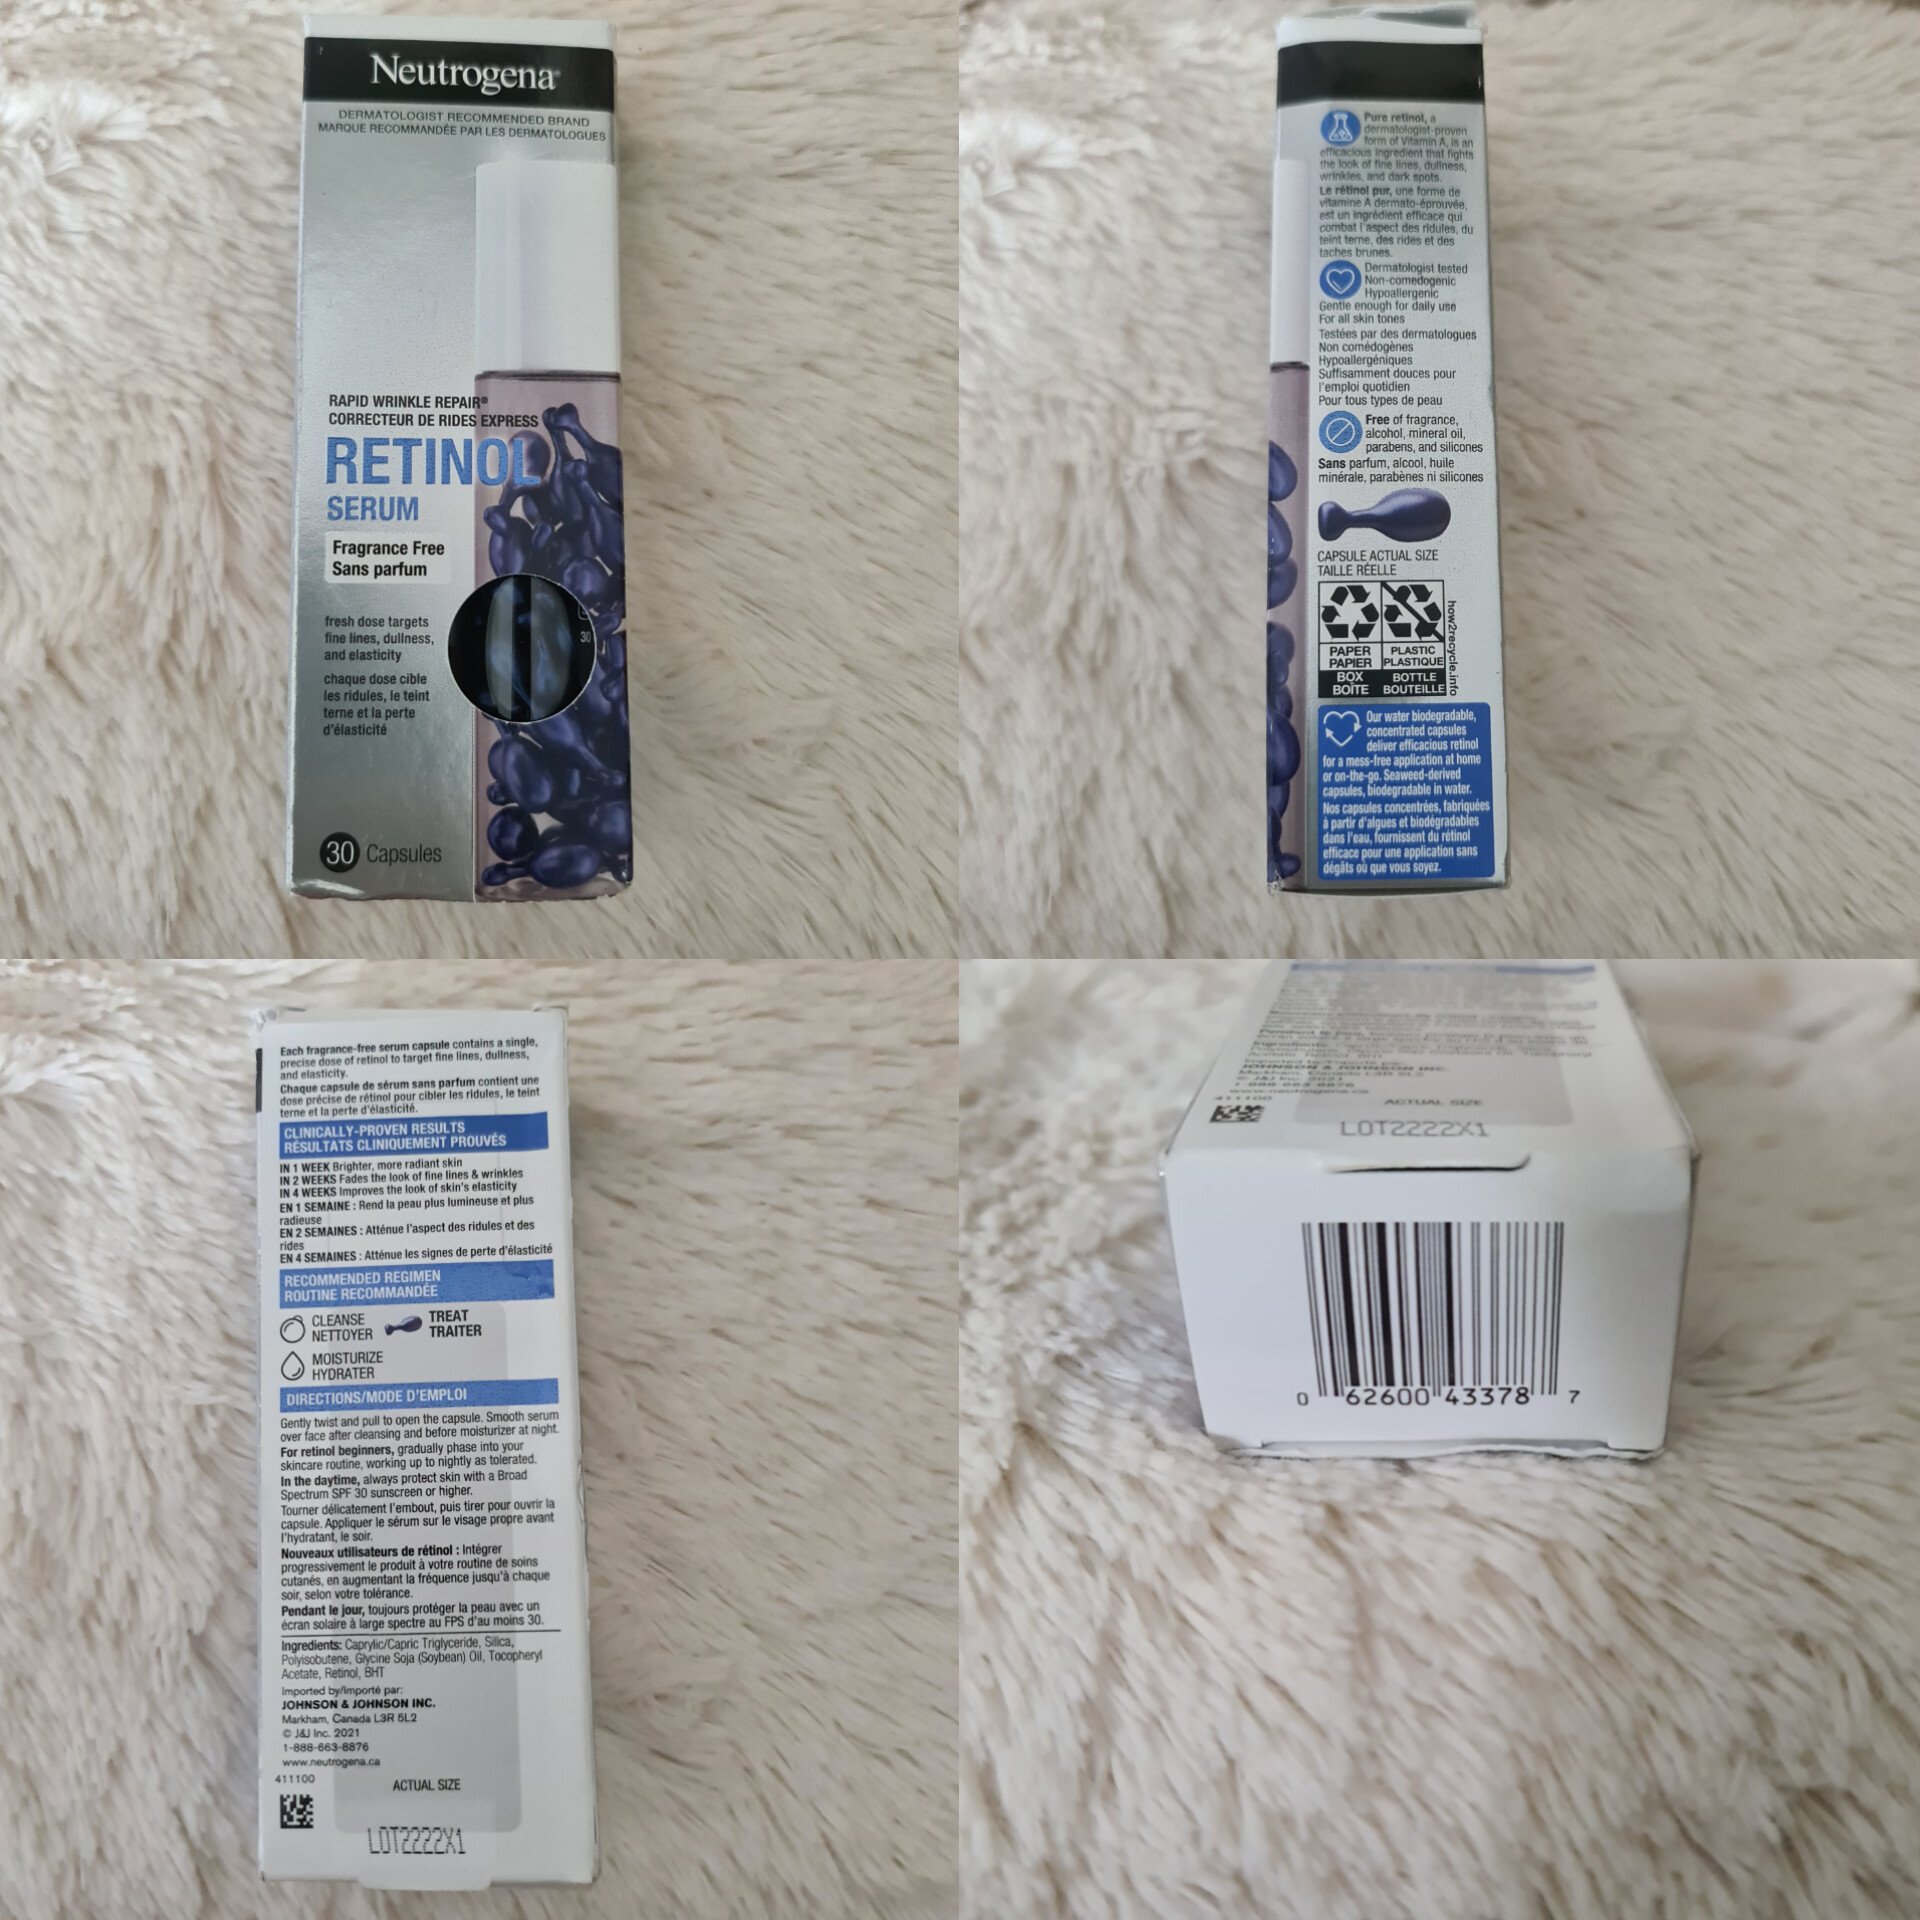 Neutrogena®
DERMATOLOGIST RECOMMENDED BRAND
MARQUE RECOMMANDÉE PAR LES DERMATOLOGUES
RAPID WRINKLE REPAIR®
CORRECTEUR DE RIDES EXPRESS
RETINOL
SERUM
Fragrance Free
Sans parfum
fresh dose targets
fine lines, dullness,
and elasticity
chaque dose cible
les ridules, le teint
terne et la perte
d'élasticité
30
30 Capsules
Pure retinol, a
dermatologist-proven
form of Vitamin A, is an
efficacious ingredient that fights
the look of fine lines, dullness,
wrinkles, and dark spots.
Le rétinol pur, une forme de
vitamine A dermato-éprouvée,
est un ingrédient efficace qui
combat l'aspect des ridules, du
teint terne, des rides et des
taches brunes.
Dermatologist tested
Non-comedogenic
Hypoallergenic
Gentle enough for daily use
For all skin tones
Testées par des dermatologues
Non comédogènes
Hypoallergéniques
Suffisamment douces pour
l'emploi quotidien
Pour tous types de peau
Free of fragrance,
alcohol, mineral oil,
parabens, and silicones
Sans parfum, alcool, huile
minérale, parabènes ni silicones
CAPSULE ACTUAL SIZE
TAILLE RÉELLE
PAPER
PAPIER
BOX
BOÎTE
PLASTIC
PLASTIQUE
BOTTLE
BOUTEILLE
how2recycle.info
Our water biodegradable,
concentrated capsules
deliver efficacious retinol
for a mess-free application at home
or on-the-go. Seaweed-derived
capsules, biodegradable in water.
Nos capsules concentrées, fabriquées
à partir d'algues et biodégradables
dans l'eau, fournissent du rétinol
efficace pour une application sans
dégâts où que vous soyez.
Each fragrance-free serum capsule contains a single,
precise dose of retinol to target fine lines, dullness,
and elasticity.
Chaque capsule de sérum sans parfum contient une
dose précise de rétinol pour cibler les ridules, le teint
terne et la perte d'élasticité.
CLINICALLY-PROVEN RESULTS
RÉSULTATS CLINIQUEMENT PROUVÉS
IN 1 WEEK Brighter, more radiant skin
IN 2 WEEKS Fades the look of fine lines & wrinkles
IN 4 WEEKS Improves the look of skin's elasticity
EN 1 SEMAINE : Rend la peau plus lumineuse et plus
radieuse
EN 2 SEMAINES : Atténue l'aspect des ridules et des
rides
EN 4 SEMAINES : Atténue les signes de perte d'élasticité
RECOMMENDED REGIMEN
ROUTINE RECOMMANDÉE
CLEANSE
NETTOYER
TREAT
TRAITER
MOISTURIZE
HYDRATER
DIRECTIONS/MODE D'EMPLOI
Gently twist and pull to open the capsule. Smooth serum
over face after cleansing and before moisturizer at night.
For retinol beginners, gradually phase into your
skincare routine, working up to nightly as tolerated.
In the daytime, always protect skin with a Broad
Spectrum SPF 30 sunscreen or higher.
Tourner délicatement l'embout, puis tirer pour ouvrir la
capsule. Appliquer le sérum sur le visage propre avant
l'hydratant, le soir.
Nouveaux utilisateurs de rétinol : Intégrer
progressivement le produit à votre routine de soins
cutanés, en augmentant la fréquence jusqu'à chaque
soir, selon votre tolérance.
Pendant le jour, toujours protéger la peau avec un
écran solaire à large spectre au FPS d'au moins 30.
Ingredients: Caprylic/Capric Triglyceride, Silica,
Polyisobutene, Glycine Soja (Soybean) Oil, Tocopheryl
Acetate, Retinol, BHT
Imported by/Importé par:
JOHNSON & JOHNSON INC.
Markham, Canada L3R 5L2
© J&J Inc. 2021
1-888-663-8876
www.neutrogena.ca
411100
ACTUAL SIZE
LOT2222X1
JOHNSON & JOHNSON INC.
Markham, Canada L3R 5L2
© J&J Inc. 2021
1-888-663-8876
www.neutrogena.ca
411100
ACTUAL SIZE
LOT2222X1
0 62600 43378 7